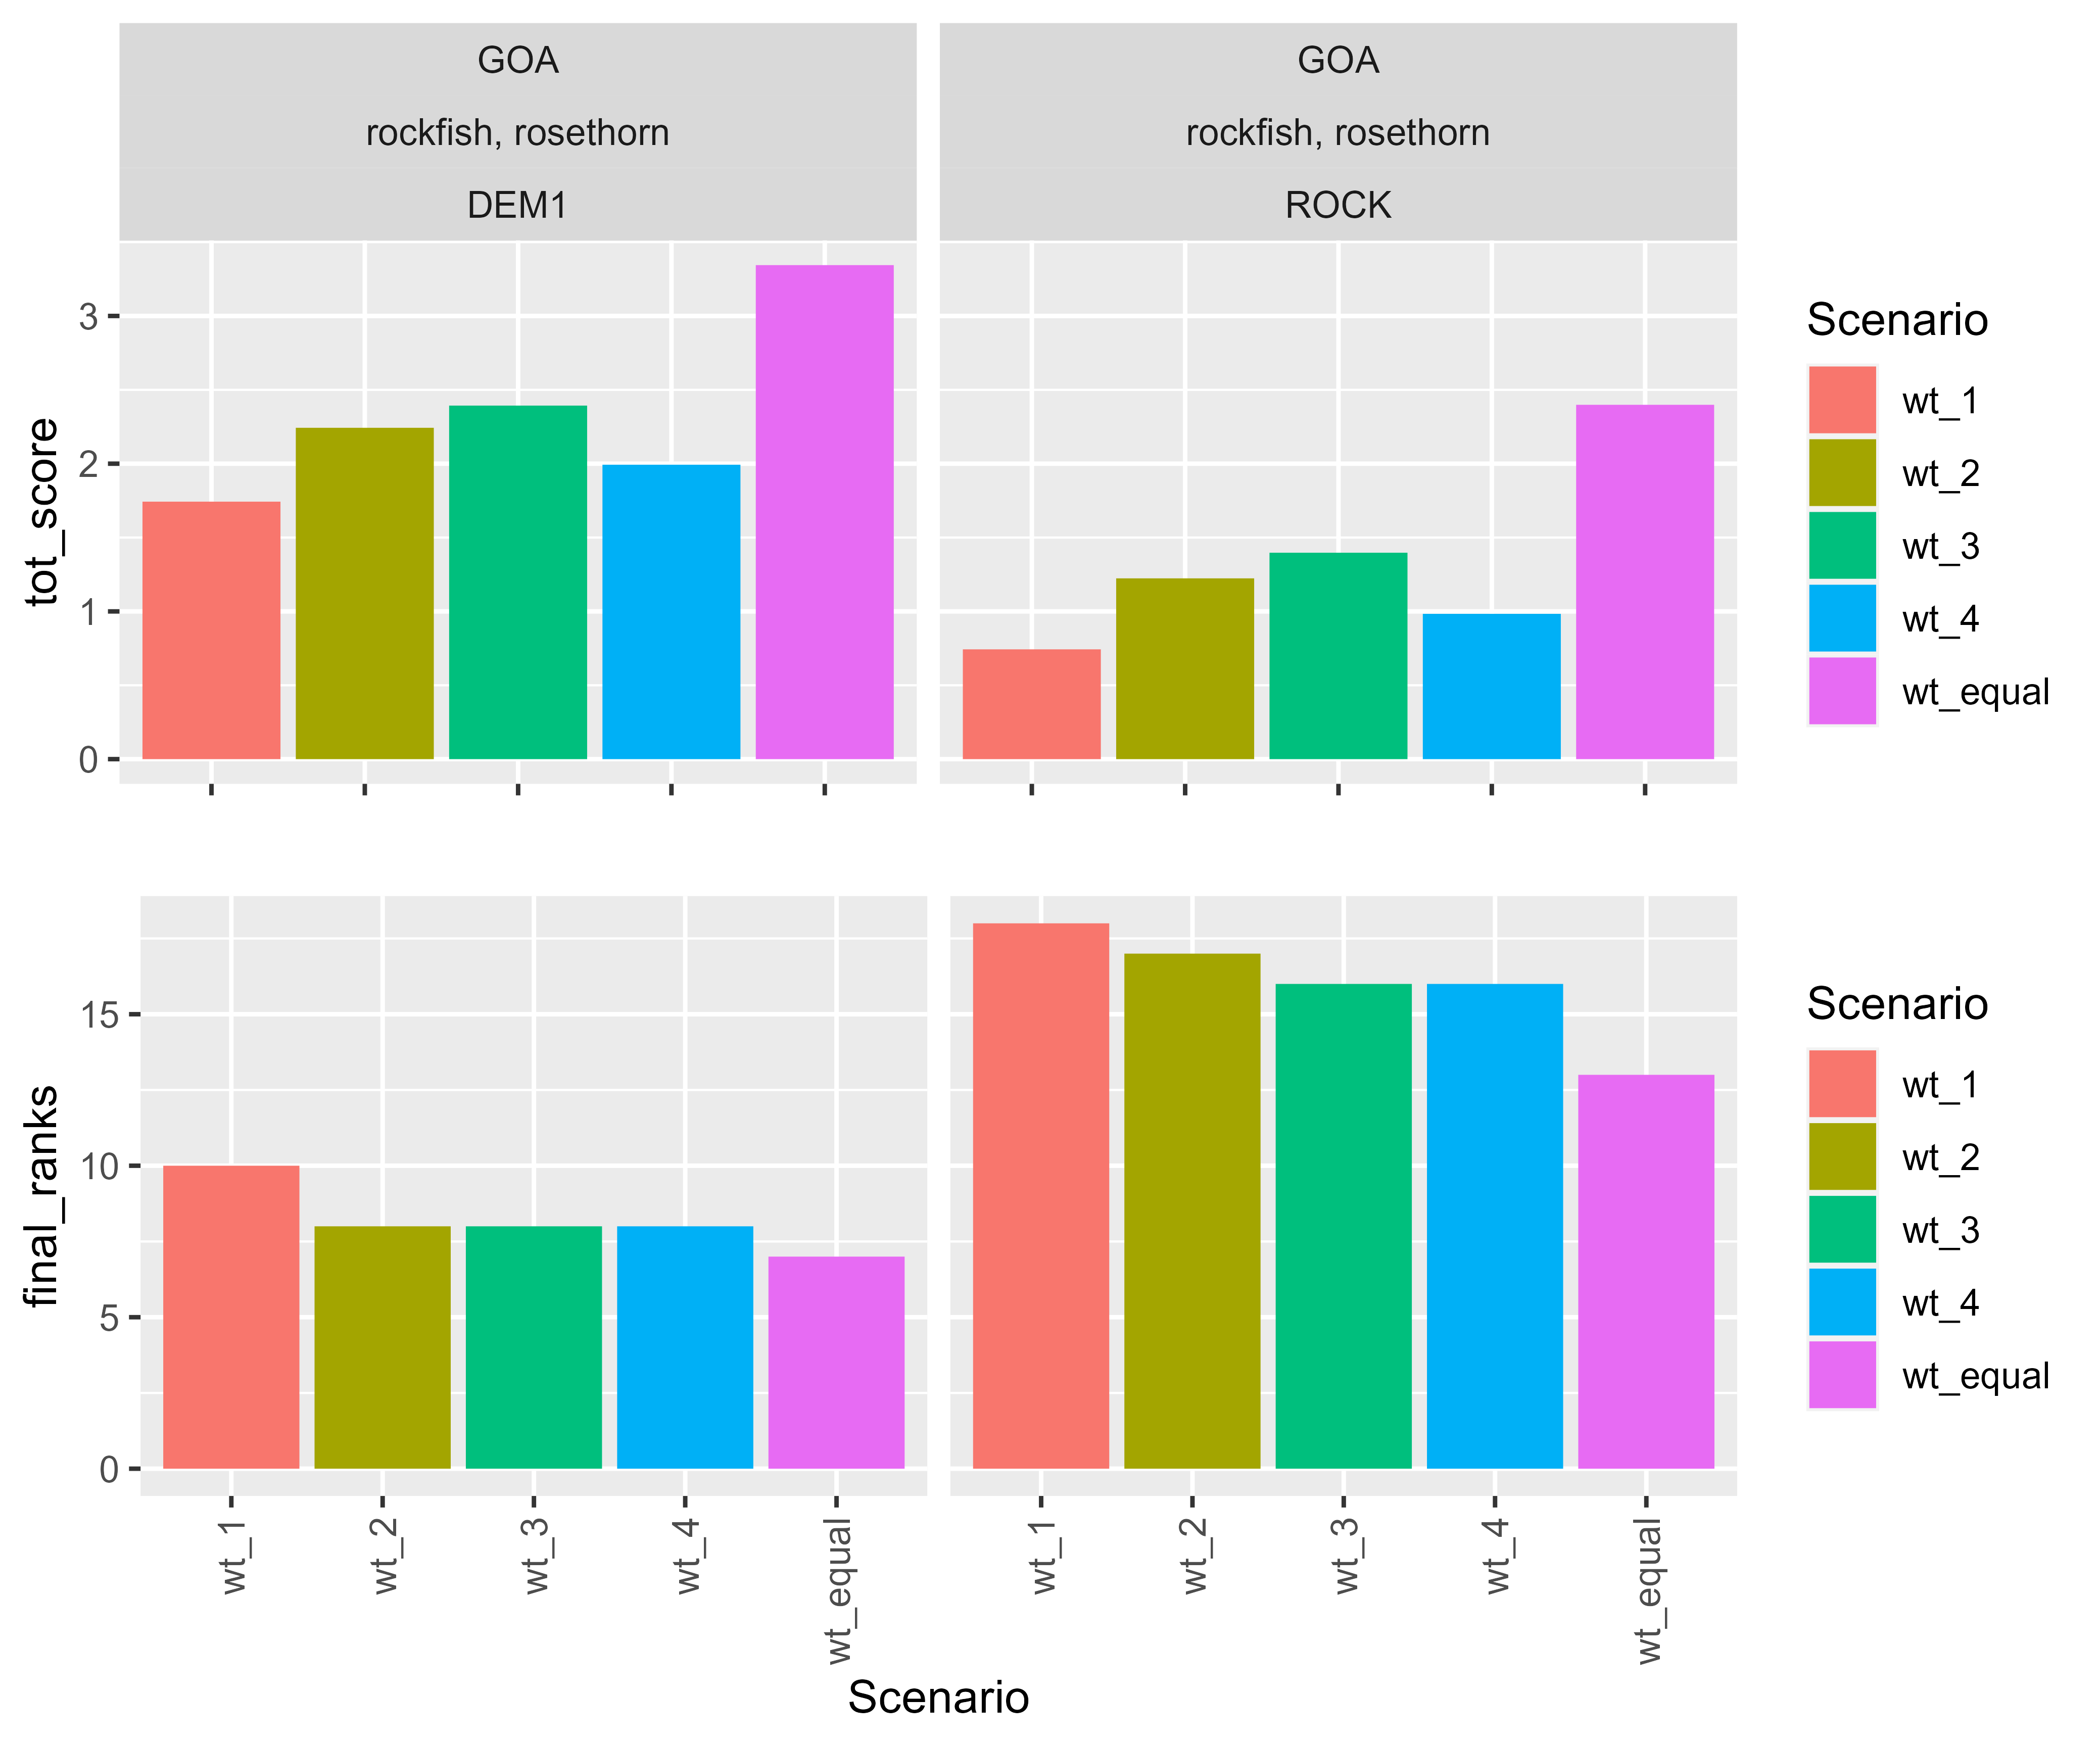 GOA
rockfish, rosethorn
DEM1
GOA
rockfish, rosethorn
ROCK
tot_score
3
2
1
0
Scenario
wt_1
wt_2
wt_3
wt_4
wt_equal
final_ranks
15
10
5
0
wt_1
wt_2
wt_3
wt_4
wt_equal
wt_1
wt_2
wt_3
wt_4
wt_equal
Scenario
Scenario
wt_1
wt_2
wt_3
wt_4
wt_equal